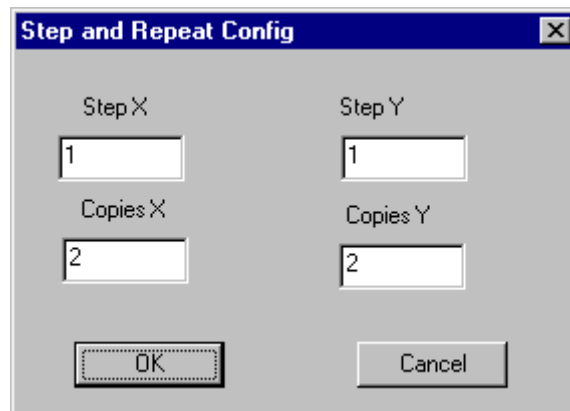 Step and Repeat Config
Step X Step Y
1 1
Copies X Copies Y
2 2
OK Cancel